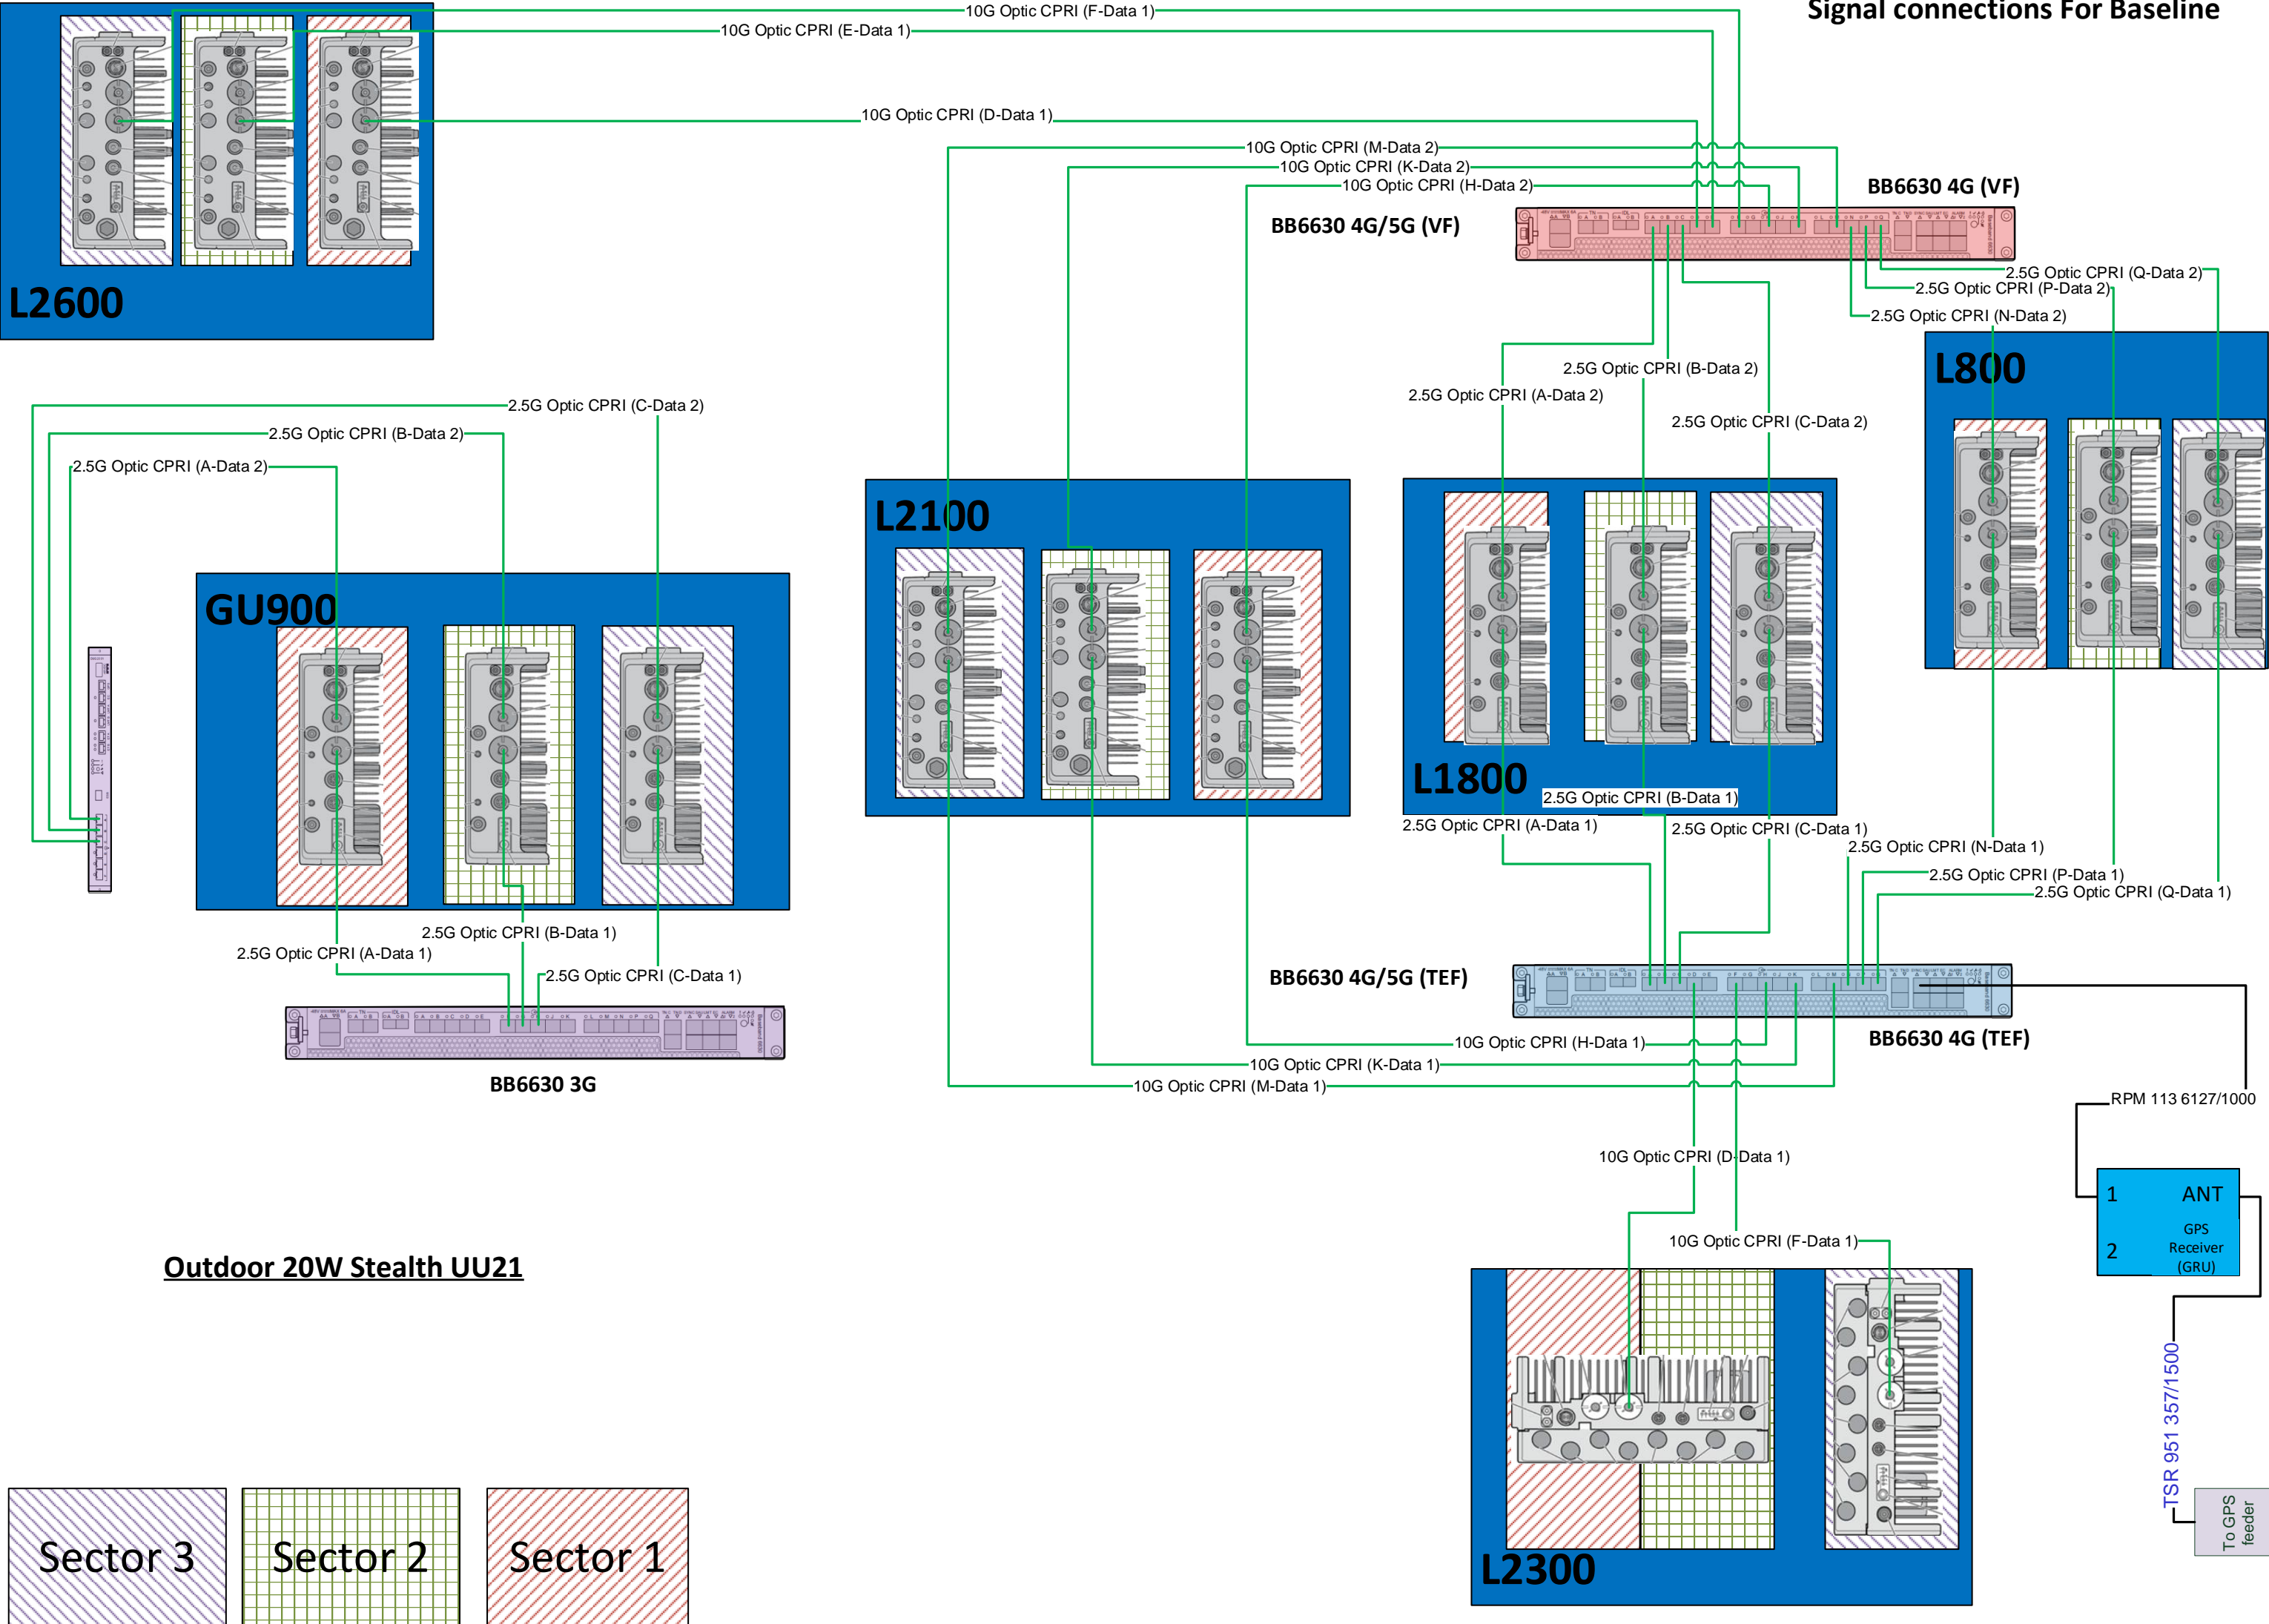 Signal connections For Baseline
10G Optic CPRI (F-Data 1)
10G Optic CPRI (E-Data 1)
10G Optic CPRI (D-Data 1)
10G Optic CPRI (M-Data 2)
10G Optic CPRI (K-Data 2)
10G Optic CPRI (H-Data 2)
L2600
BB6630 4G (VF)
BB6630 4G/5G (VF)
Baseband 6630
2.5G Optic CPRI (Q-Data 2)
2.5G Optic CPRI (P-Data 2)
2.5G Optic CPRI (N-Data 2)
L800
2.5G Optic CPRI (B-Data 2)
2.5G Optic CPRI (A-Data 2)
2.5G Optic CPRI (C-Data 2)
2.5G Optic CPRI (C-Data 2)
2.5G Optic CPRI (B-Data 2)
2.5G Optic CPRI (A-Data 2)
L2100
GU900
L1800
2.5G Optic CPRI (B-Data 1)
2.5G Optic CPRI (A-Data 1)
2.5G Optic CPRI (C-Data 1)
2.5G Optic CPRI (N-Data 1)
2.5G Optic CPRI (P-Data 1)
2.5G Optic CPRI (Q-Data 1)
2.5G Optic CPRI (B-Data 1)
2.5G Optic CPRI (A-Data 1)
2.5G Optic CPRI (C-Data 1)
BB6630 4G/5G (TEF)
Baseband 6630
BB6630 4G (TEF)
Baseband 6630
BB6630 3G
10G Optic CPRI (H-Data 1)
10G Optic CPRI (K-Data 1)
10G Optic CPRI (M-Data 1)
RPM 113 6127/1000
10G Optic CPRI (D-Data 1)
1 ANT
2 GPS
Receiver
(GRU)
10G Optic CPRI (F-Data 1)
Outdoor 20W Stealth UU21
TSR 951 357/1500
To GPS
feeder
L2300
Sector 3
Sector 2
Sector 1